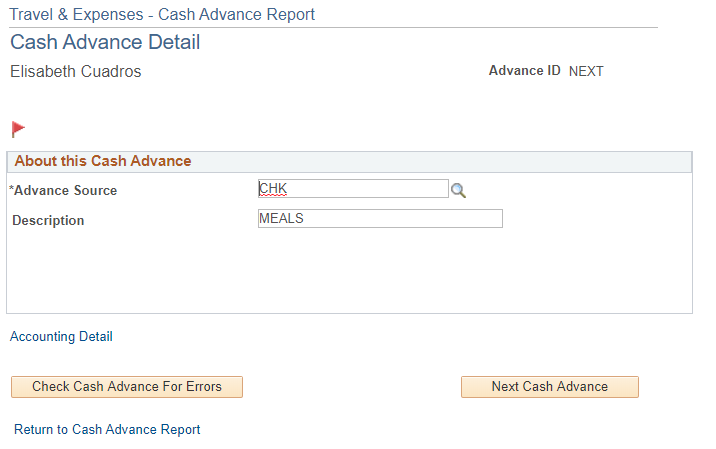 Travel & Expenses - Cash Advance Report
Cash Advance Detail
Elisabeth Cuadros Advance ID NEXT
About this Cash Advance
*Advance Source CHK
Description MEALS
Accounting Detail
Check Cash Advance For Errors Next Cash Advance
Return to Cash Advance Report